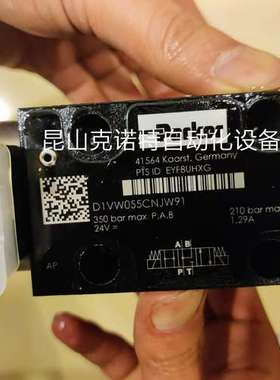 Parker
昆山克诺特自动化设备
41564 Kaarst, Germany
PTS ID EYFBUHXG
D1VW055CNJW91
350 bar max P,A,B
210 bar max
24V =
1.29A
A B
P T
AP